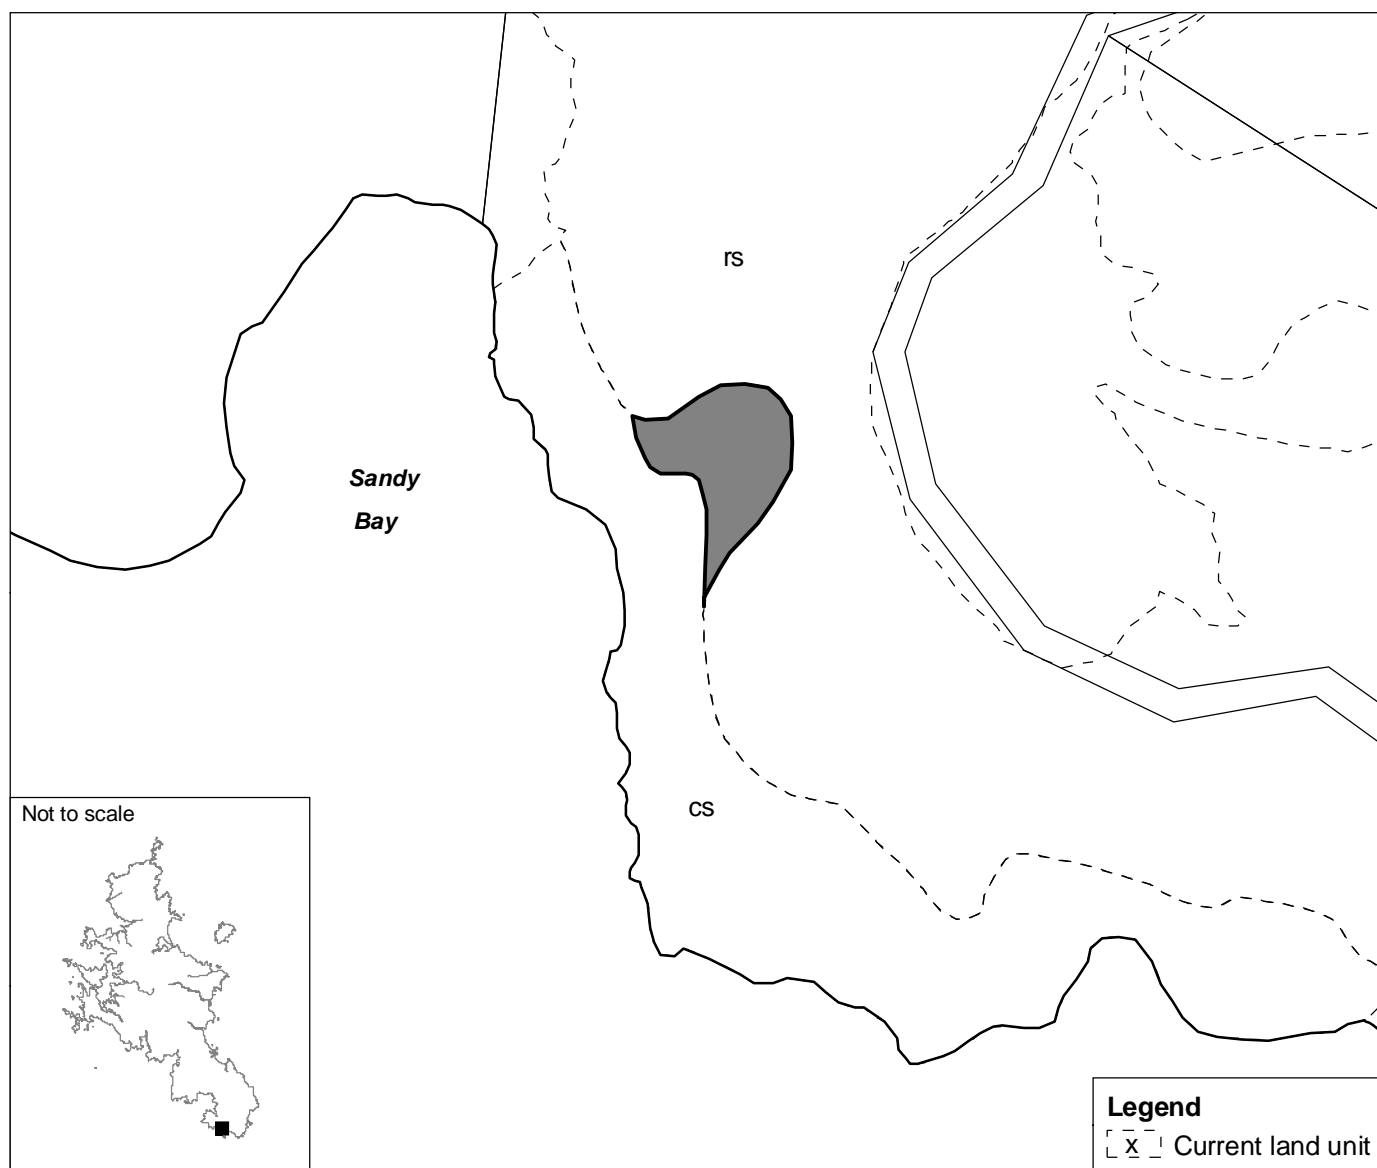 rs
Sandy
Bay
cs
Not to scale
Legend
x Current land unit